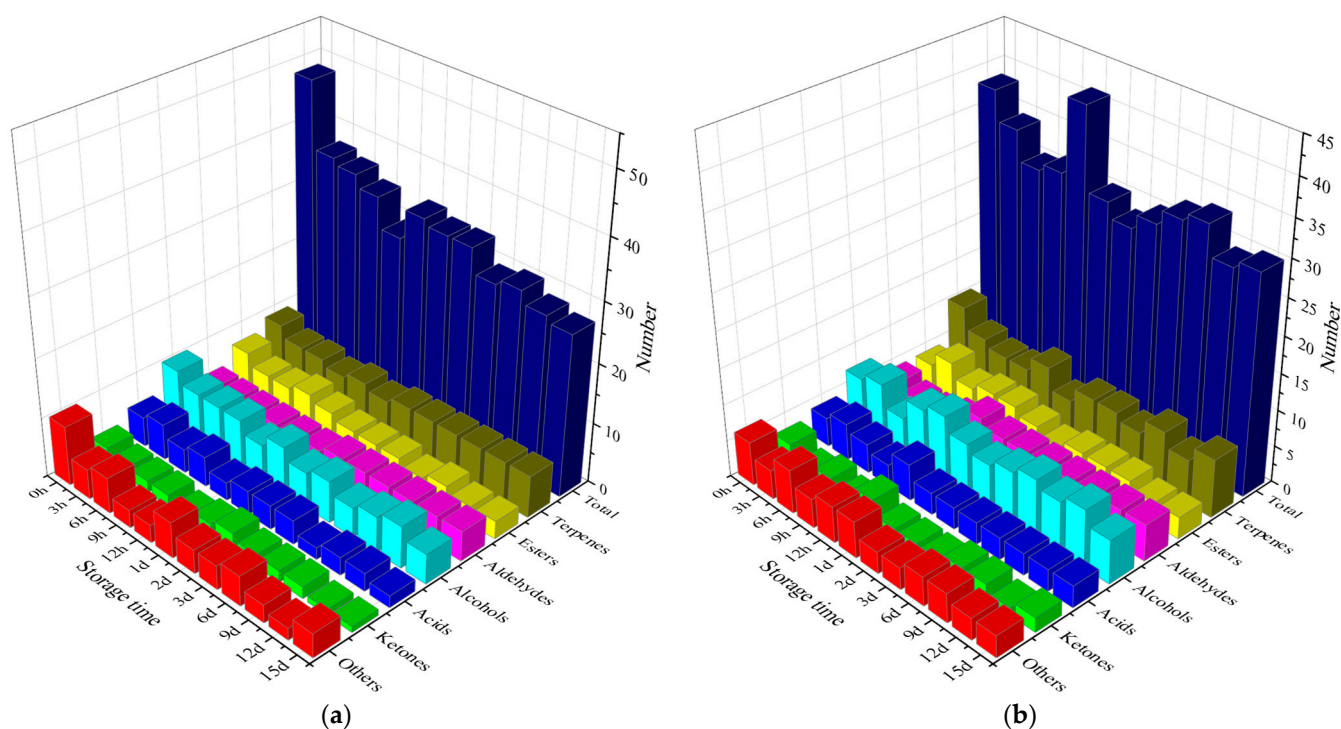 50
40
30
20
10
0
Number
0h
3h
6h
9h
12h
1d
2d
3d
6d
9d
12d
15d
Storage time
Total
Terpenes
Esters
Aldehydes
Alcohols
Acids
Ketones
Others
(a)
45
40
35
30
25
20
15
10
5
0
Number
0h
3h
6h
9h
12h
1d
2d
3d
6d
9d
12d
15d
Storage time
Total
Terpenes
Esters
Aldehydes
Alcohols
Acids
Ketones
Others
(b)